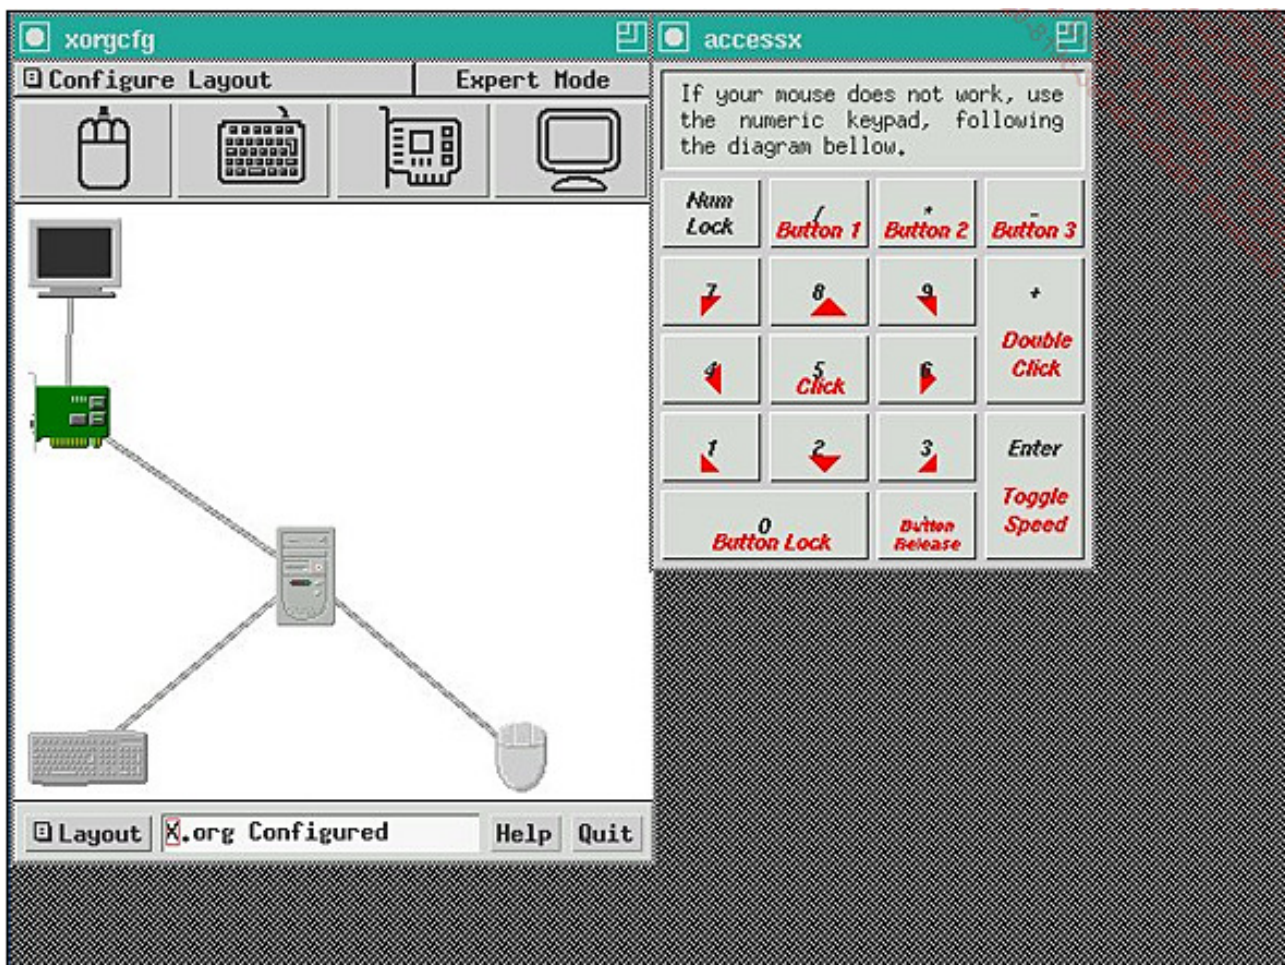 xorgcfg
Configure Layout
Expert Mode
Layout
X.org Configured
Help
Quit
accessx
If your mouse does not work, use
the numeric keypad, following
the diagram bellow.
Num
Lock
/
Button 1
*
Button 2
-
Button 3
7
8
9
+
Double
Click
4
5
Click
6
1
2
3
Enter
Toggle
Speed
0
Button Lock
.
Button
Release